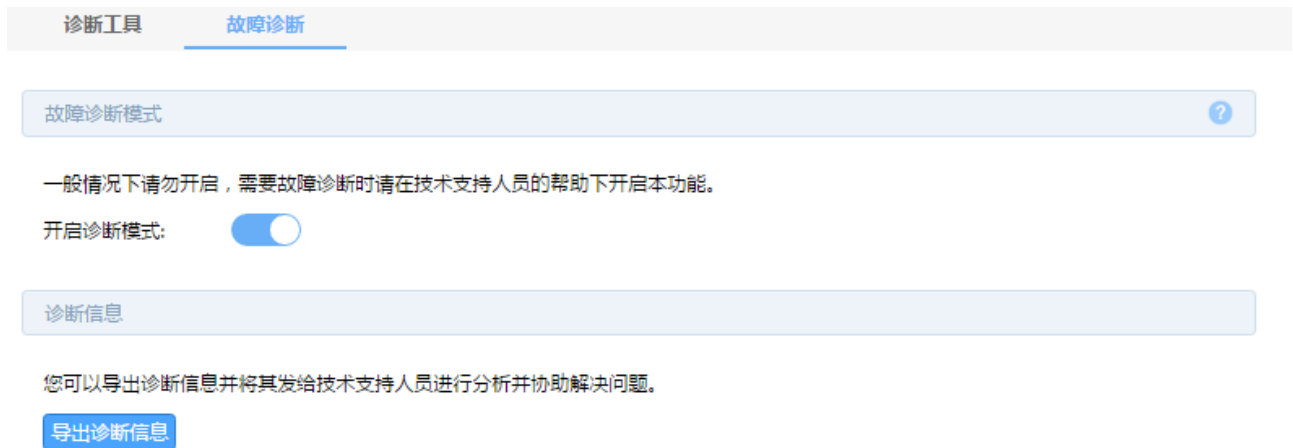 诊断工具 故障诊断
故障诊断模式 ?
一般情况下请勿开启，需要故障诊断时请在技术支持人员的帮助下开启本功能。
开启诊断模式:
诊断信息
您可以导出诊断信息并将其发给技术支持人员进行分析并协助解决问题。
导出诊断信息